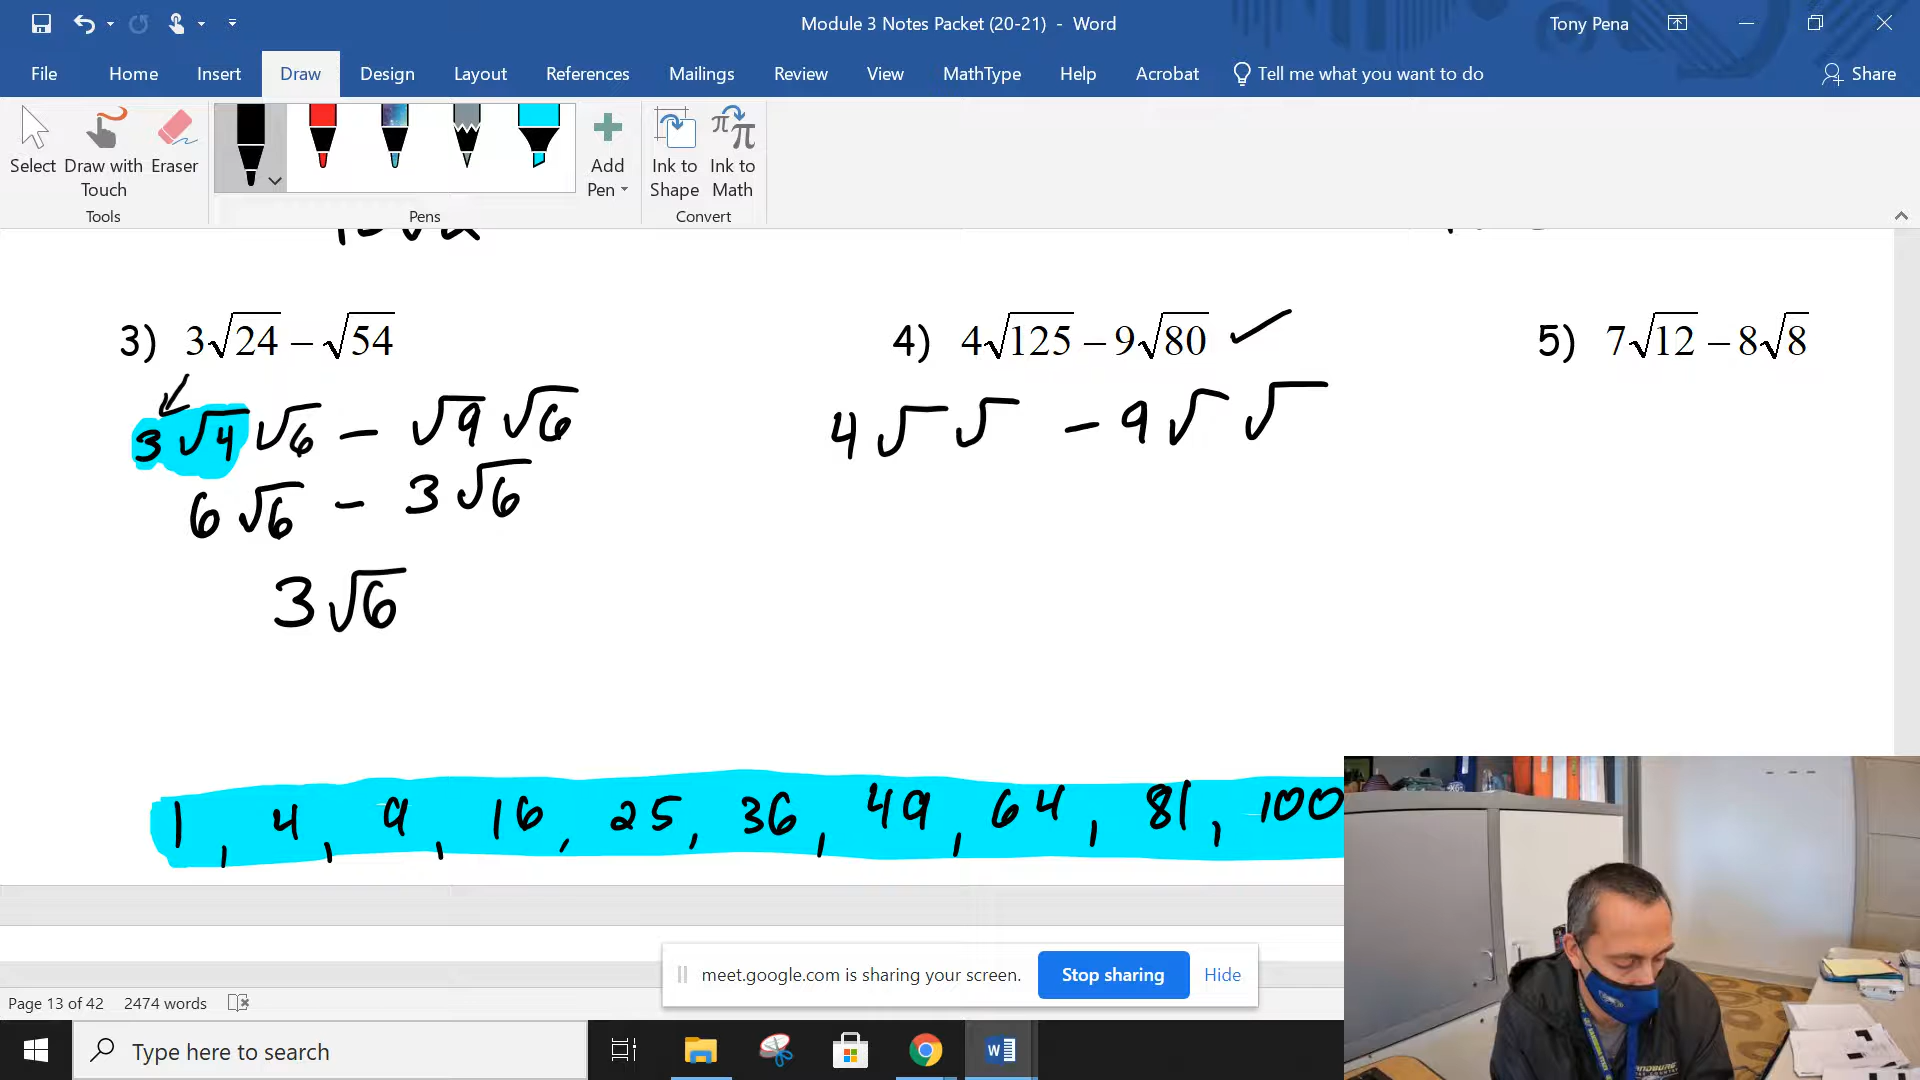 Module 3 Notes Packet (20-21) - Word
Tony Pena
File Home Insert Draw Design Layout References Mailings Review View MathType Help Acrobat Tell me what you want to do Share
Select
Draw with Touch
Eraser
Add Pen
Ink to Shape
Ink to Math
Tools
Pens
Convert
3) 3√24 – √54
4) 4√125 – 9√80 ✓
5) 7√12 – 8√8
3√4 √6 – √9 √6
4√ √ – 9√ √
6√6 – 3√6
3√6
1, 4, 9, 16, 25, 36, 49, 64, 81, 100
meet.google.com is sharing your screen. Stop sharing Hide
Page 13 of 42 2474 words
Type here to search